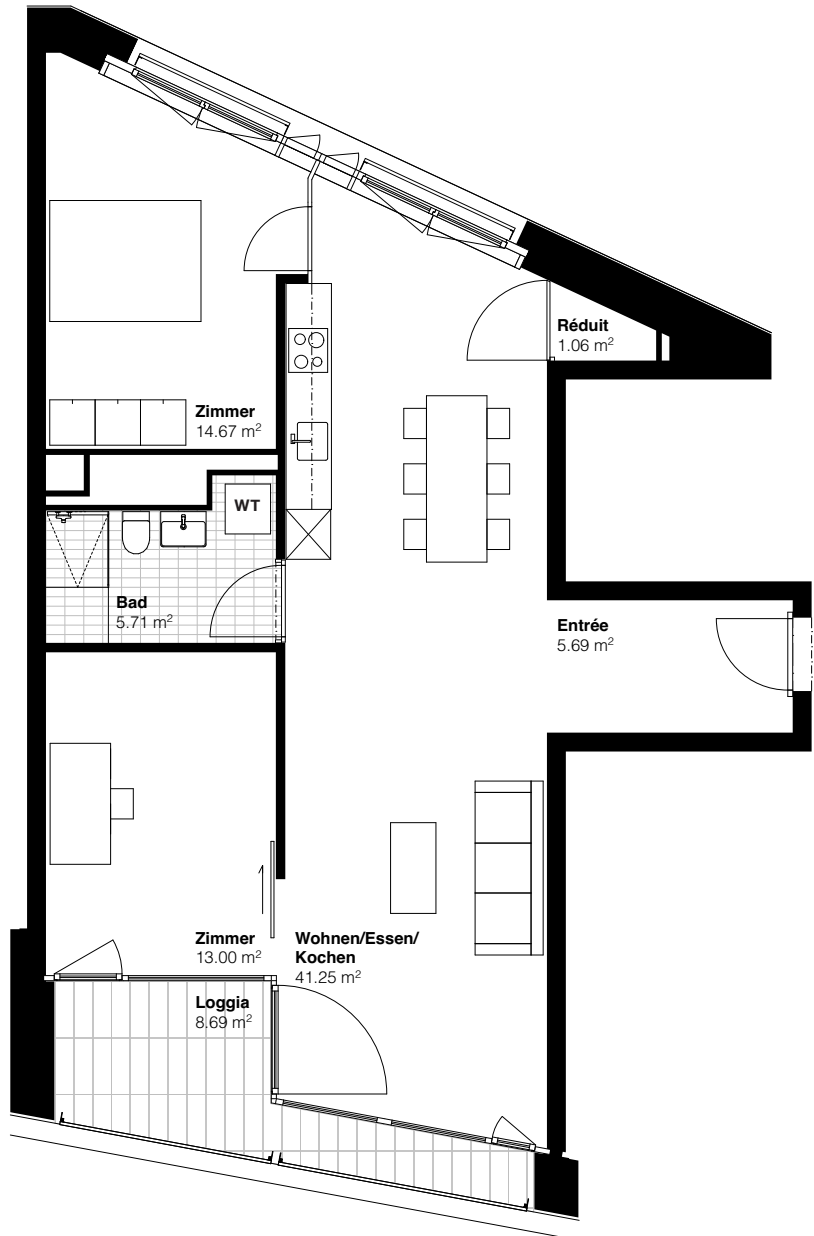 Réduit
1.06 m²
Zimmer
14.67 m²
WT
Bad
5.71 m²
Entrée
5.69 m²
Zimmer
13.00 m²
Wohnen/Essen/
Kochen
41.25 m²
Loggia
8.69 m²